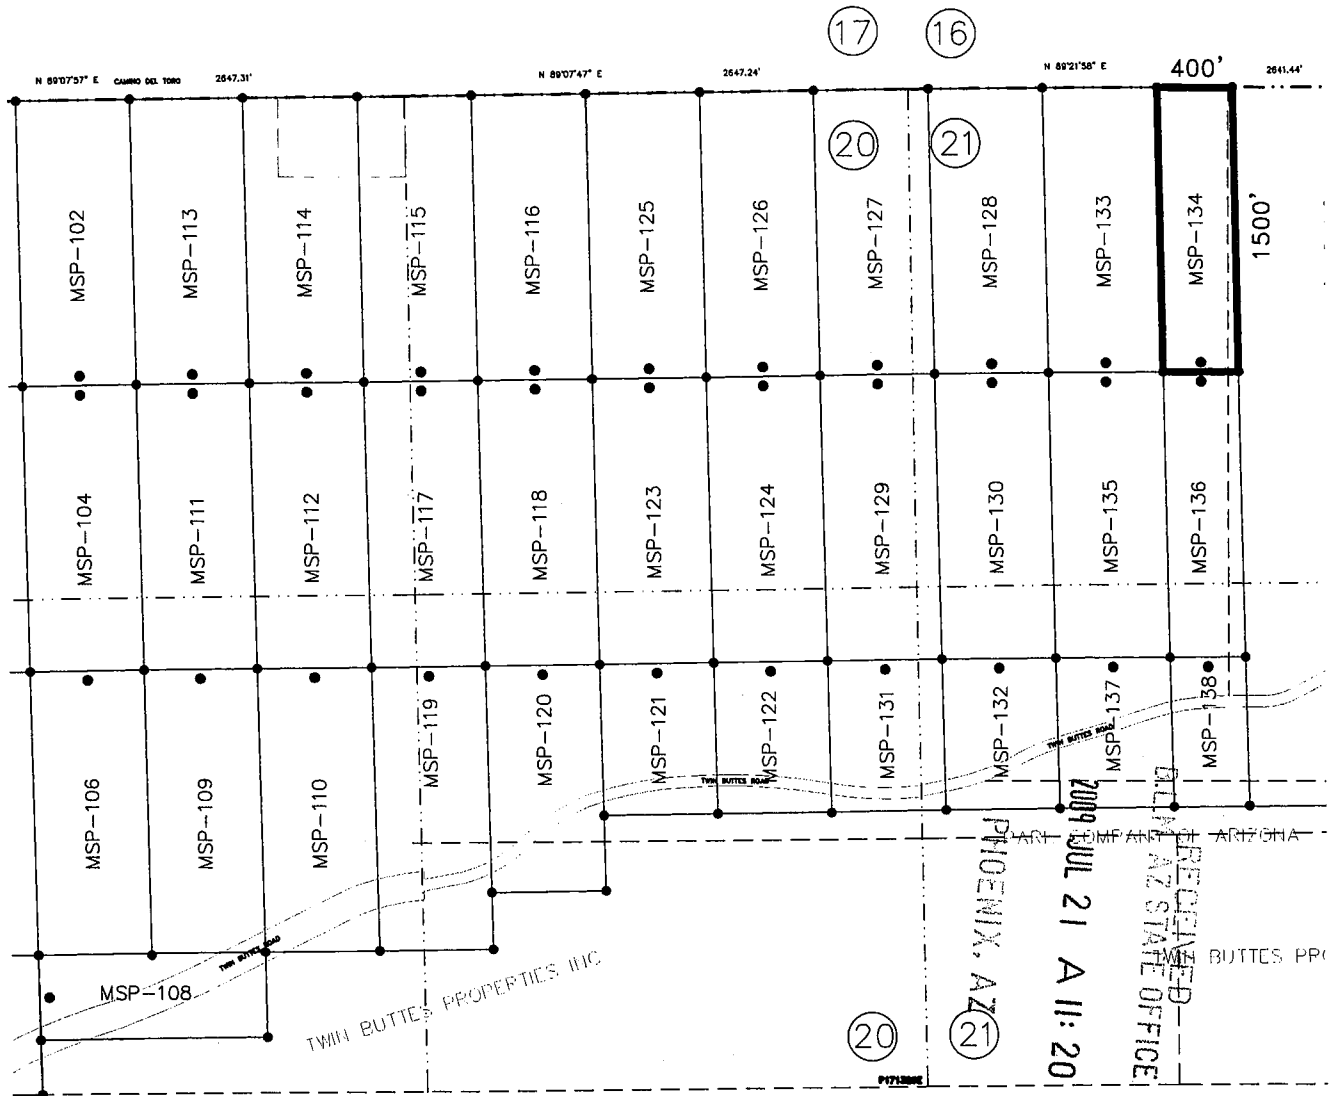 17 16
N 89°07'57" E CAMINO DEL TORO 2647.31' N 89°07'47" E 2647.24' N 89°21'58" E 400' 2641.44'
20 21
MSP-102 MSP-113 MSP-114 MSP-115 MSP-116 MSP-125 MSP-126 MSP-127 MSP-128 MSP-133 MSP-134 1500'
MSP-104 MSP-111 MSP-112 MSP-117 MSP-118 MSP-123 MSP-124 MSP-129 MSP-130 MSP-135 MSP-136
MSP-119 MSP-120 MSP-121 MSP-122 MSP-131 MSP-132 MSP-137 MSP-138
TWIN BUTTES ROAD
TWIN BUTTES ROAD
MSP-106 MSP-109 MSP-110
COMPANY OF ARIZONA
TWIN BUTTES ROAD
MSP-108
TWIN BUTTES PROPERTIES INC
TWIN BUTTES PRO
RECEIVED
AZ STATE OFFICE
2009 JUL 21 A 11:20
PHOENIX, AZ
20 21